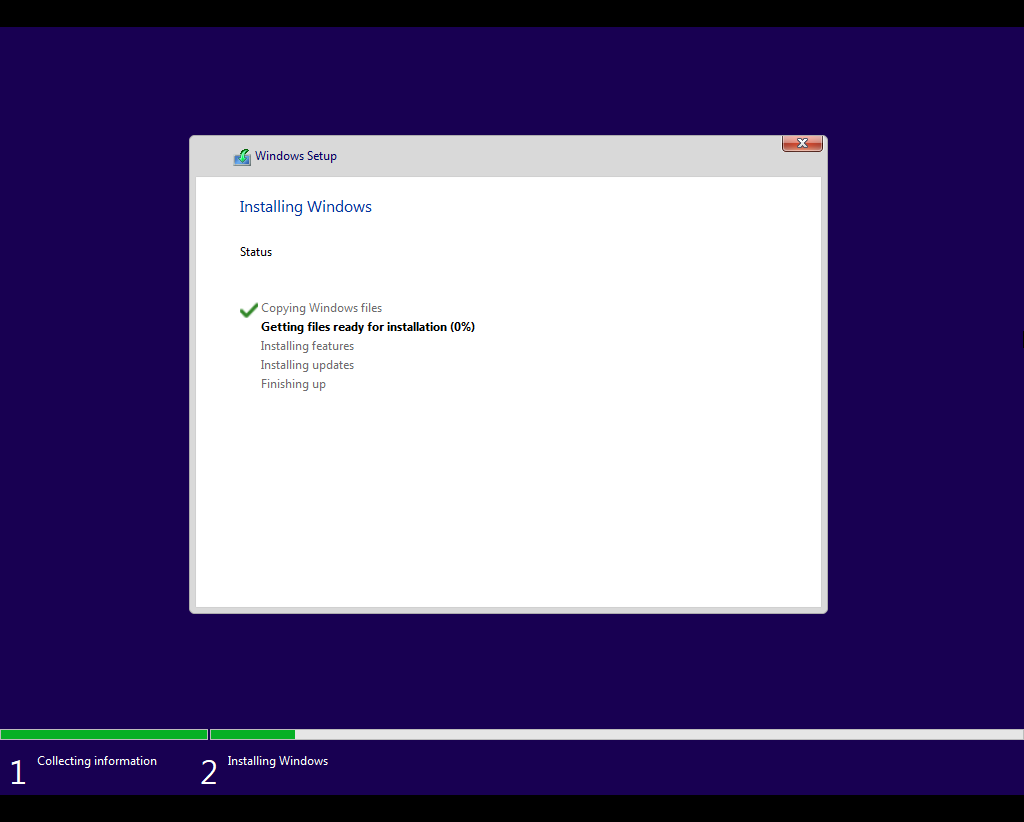 Windows Setup
Installing Windows
Status
Copying Windows files
Getting files ready for installation (0%)
Installing features
Installing updates
Finishing up
1 Collecting information 2 Installing Windows